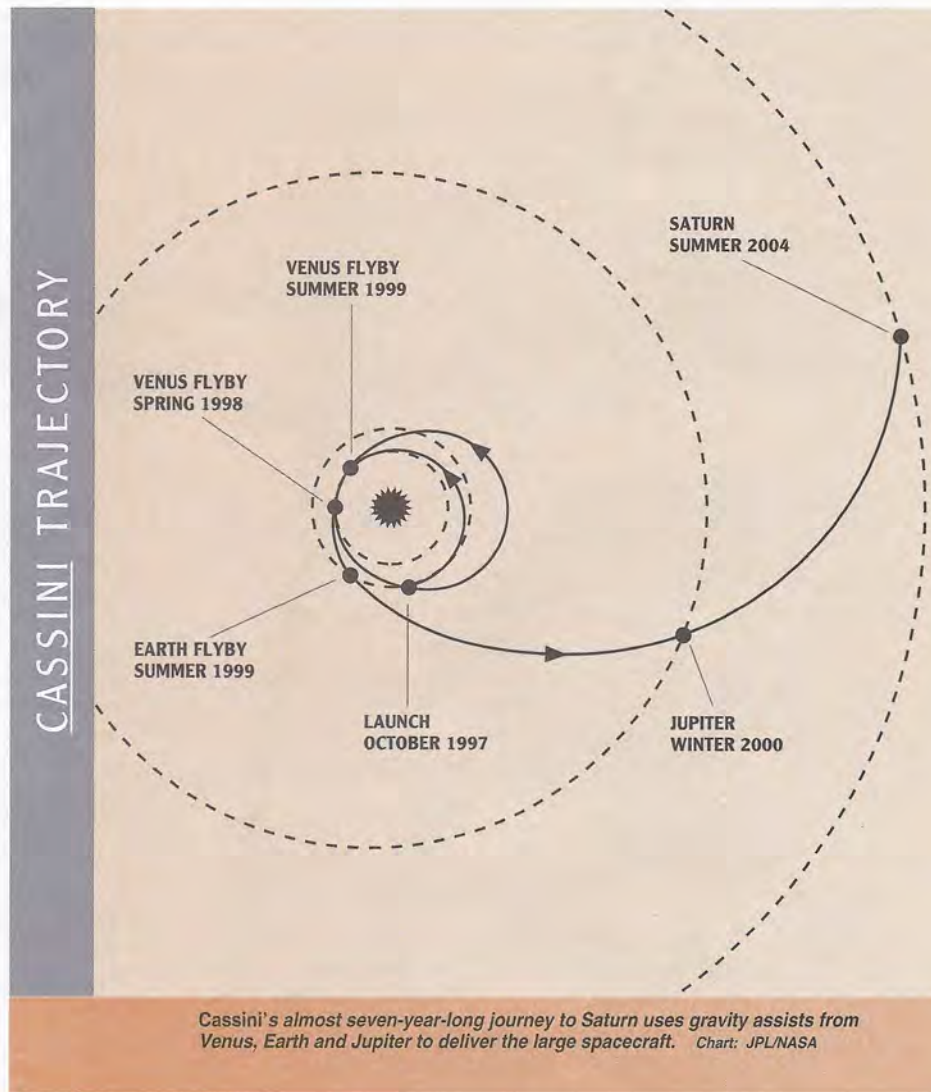 CASSINI TRAJECTORY
SATURN
SUMMER 2004
VENUS FLYBY
SUMMER 1999
VENUS FLYBY
SPRING 1998
EARTH FLYBY
SUMMER 1999
LAUNCH
OCTOBER 1997
JUPITER
WINTER 2000
Cassini's almost seven-year-long journey to Saturn uses gravity assists from
Venus, Earth and Jupiter to deliver the large spacecraft. Chart: JPL/NASA